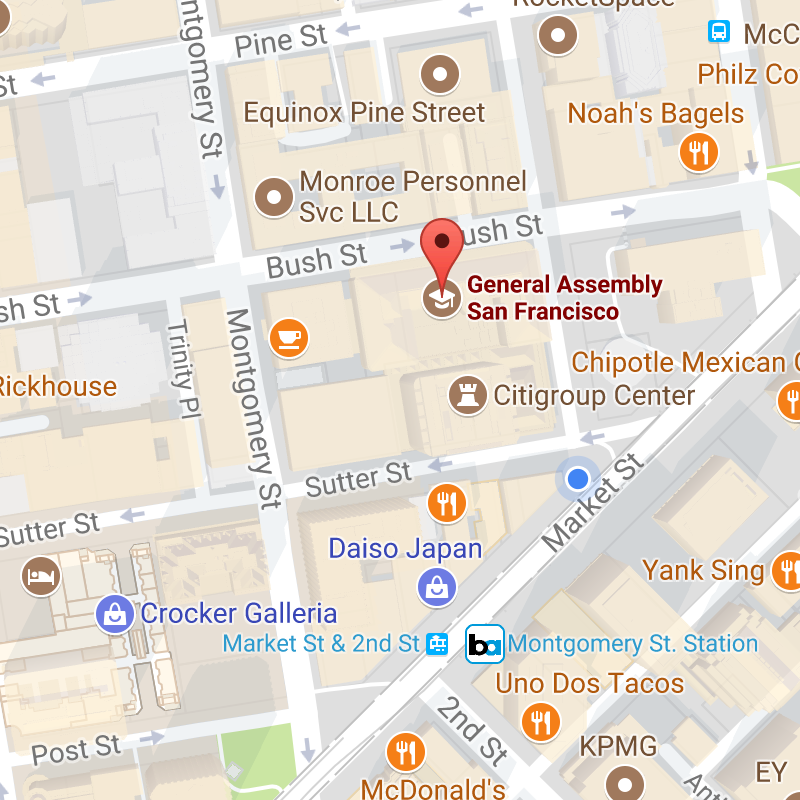 RocketSpace
Pine St
Montgomery St
St
McC
Philz Co
Equinox Pine Street
Noah's Bagels
Monroe Personnel
Svc LLC
Bush St
ush St
sh St
General Assembly
San Francisco
Trinity Pl
Montgomery St
Rickhouse
Chipotle Mexican
Citigroup Center
Sutter St
Market St
Sutter St
Daiso Japan
Yank Sing
Crocker Galleria
Market St & 2nd St
ba
Montgomery St. Station
Uno Dos Tacos
2nd St
Post St
KPMG
McDonald's
EY
Ant